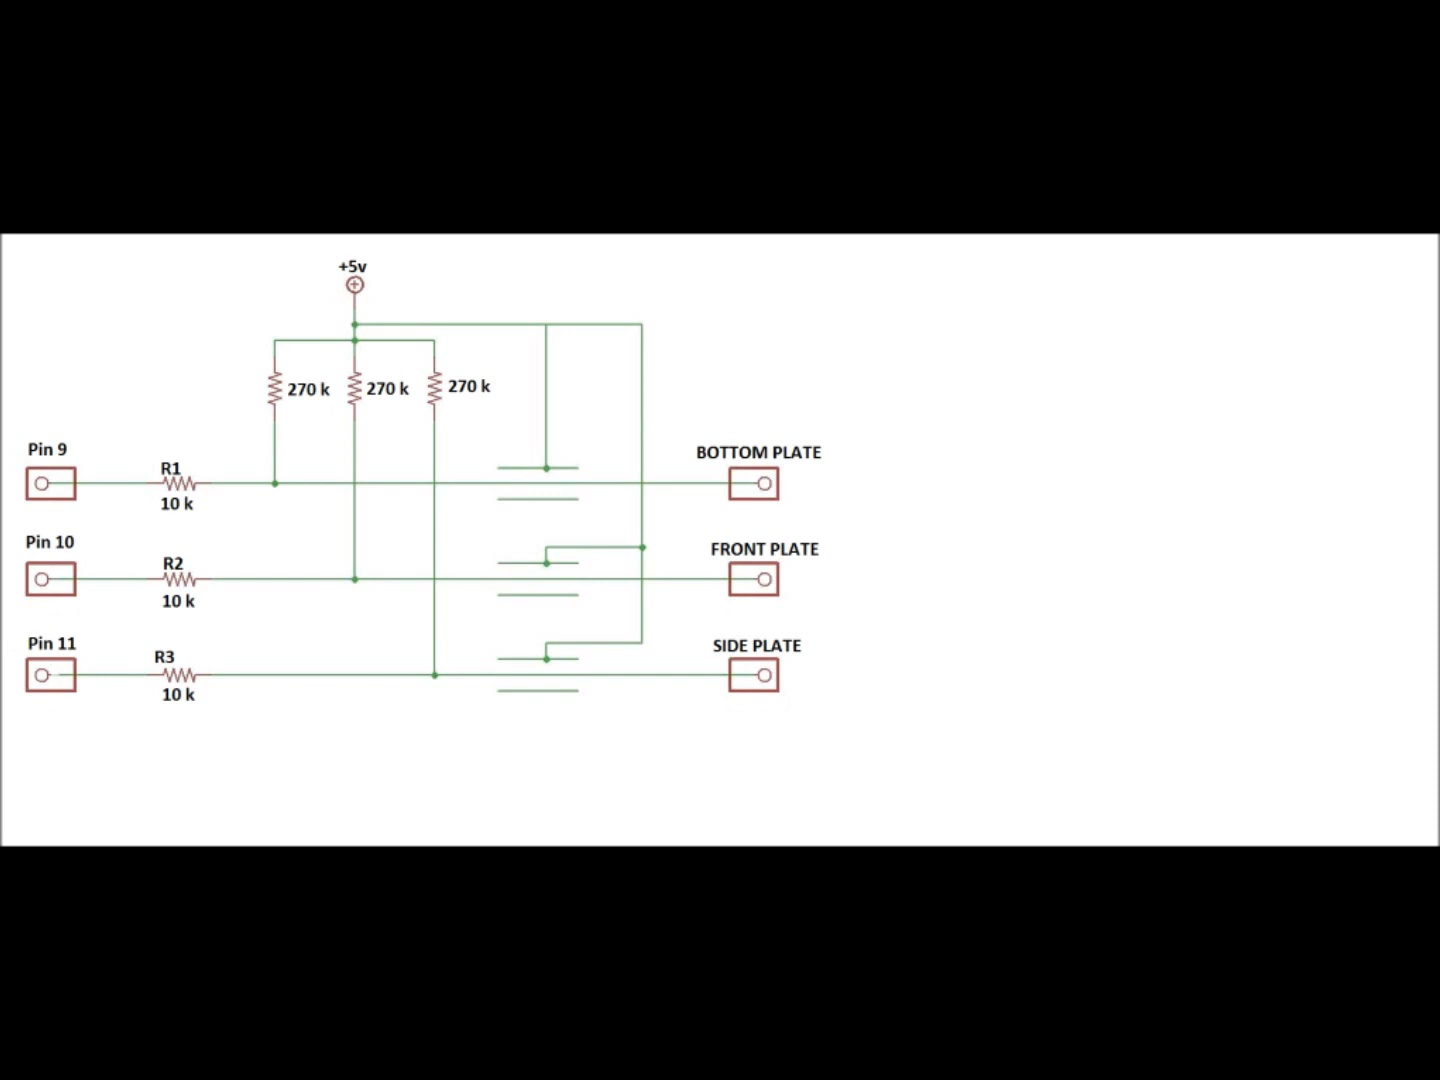 +5v
270 k
270 k
270 k
Pin 9
R1
10 k
BOTTOM PLATE
Pin 10
R2
10 k
FRONT PLATE
Pin 11
R3
10 k
SIDE PLATE